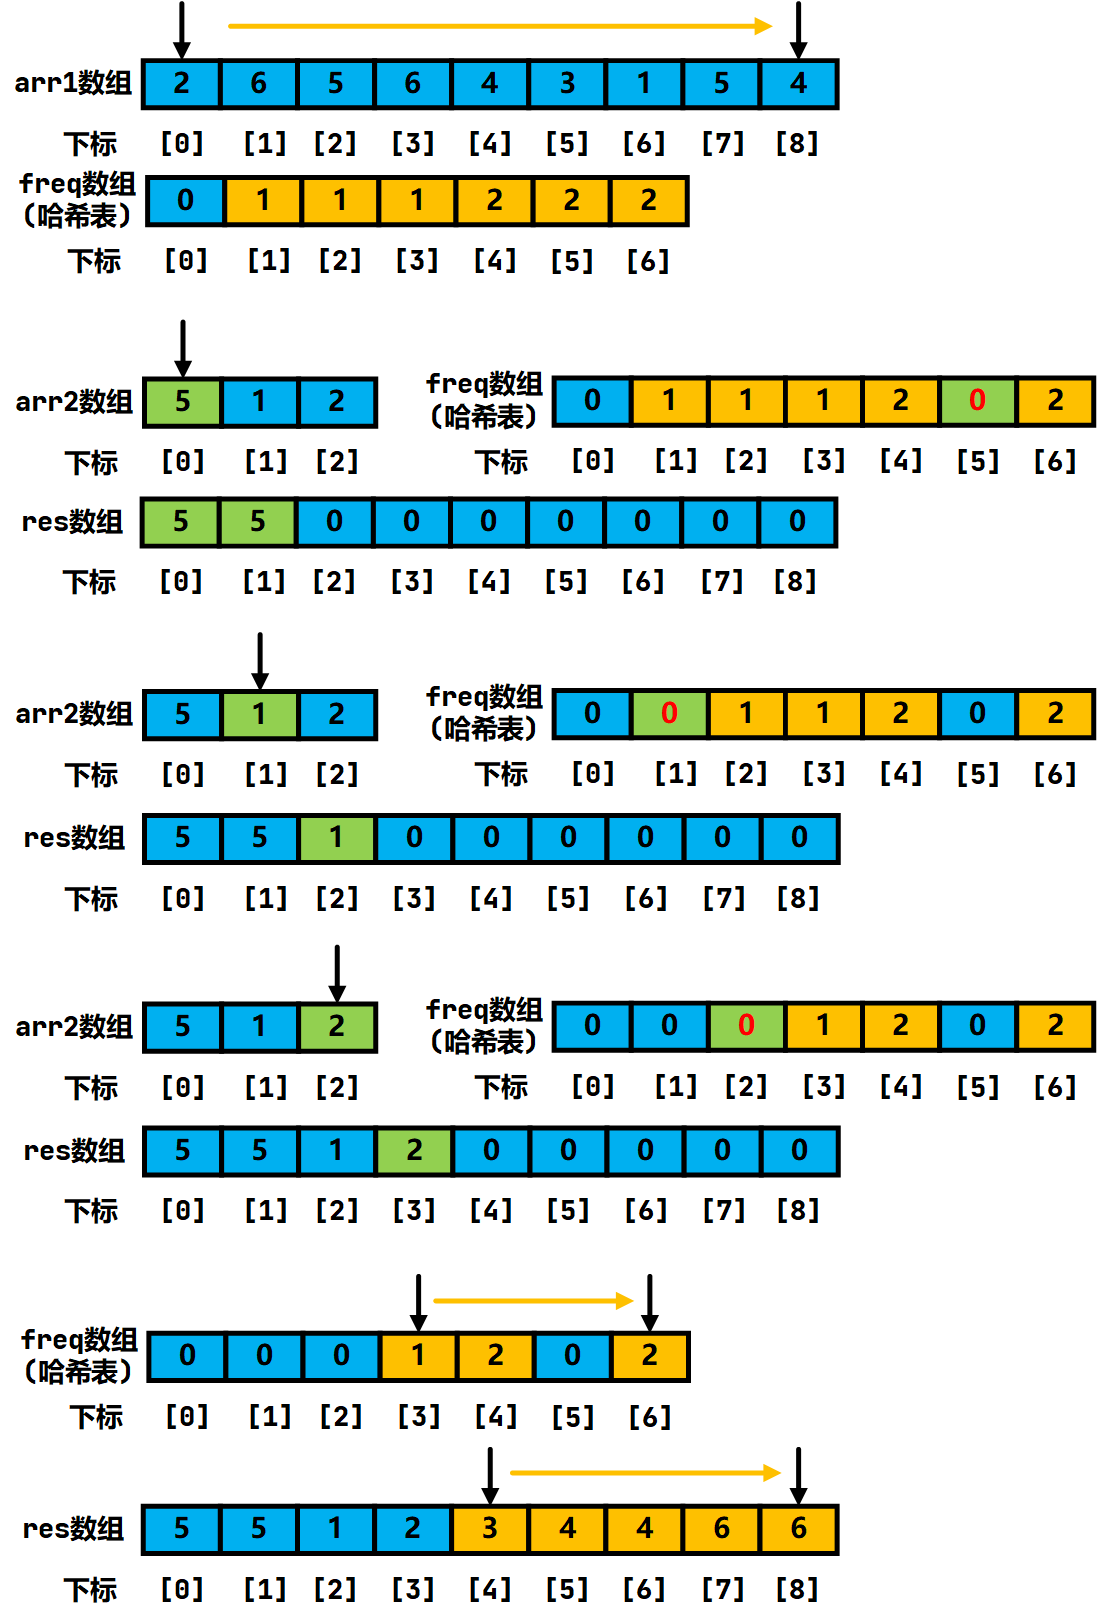 arr1数组 2 6 5 6 4 3 1 5 4
下标 [0] [1] [2] [3] [4] [5] [6] [7] [8]
freq数组
(哈希表) 0 1 1 1 2 2 2
下标 [0] [1] [2] [3] [4] [5] [6]
arr2数组 5 1 2
freq数组
(哈希表) 0 1 1 1 2 0 2
下标 [0] [1] [2]
下标 [0] [1] [2] [3] [4] [5] [6]
res数组 5 5 0 0 0 0 0 0 0
下标 [0] [1] [2] [3] [4] [5] [6] [7] [8]
arr2数组 5 1 2
freq数组
(哈希表) 0 0 1 1 2 0 2
下标 [0] [1] [2]
下标 [0] [1] [2] [3] [4] [5] [6]
res数组 5 5 1 0 0 0 0 0 0
下标 [0] [1] [2] [3] [4] [5] [6] [7] [8]
arr2数组 5 1 2
freq数组
(哈希表) 0 0 0 1 2 0 2
下标 [0] [1] [2]
下标 [0] [1] [2] [3] [4] [5] [6]
res数组 5 5 1 2 0 0 0 0 0
下标 [0] [1] [2] [3] [4] [5] [6] [7] [8]
freq数组
(哈希表) 0 0 0 1 2 0 2
下标 [0] [1] [2] [3] [4] [5] [6]
res数组 5 5 1 2 3 4 4 6 6
下标 [0] [1] [2] [3] [4] [5] [6] [7] [8]